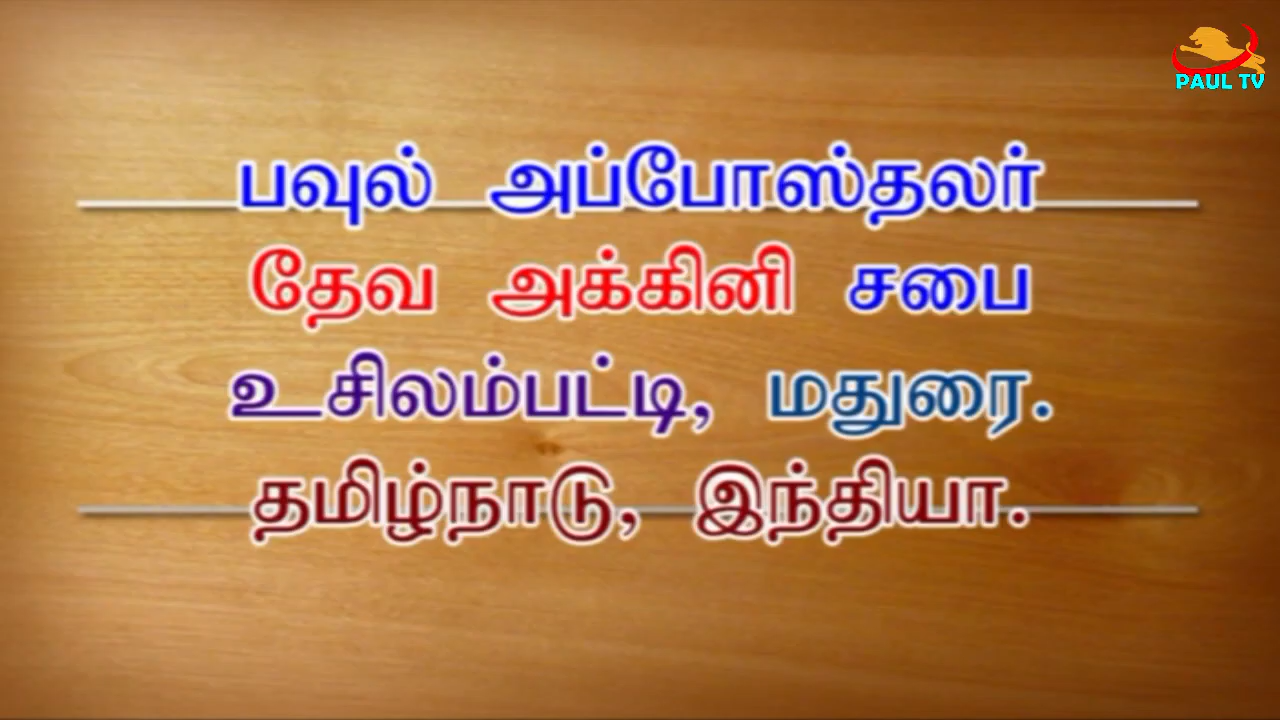 PAUL TV
பவுல் அப்போஸ்தலர்
தேவ அக்கினி சபை
உசிலம்பட்டி, மதுரை.
தமிழ்நாடு, இந்தியா.